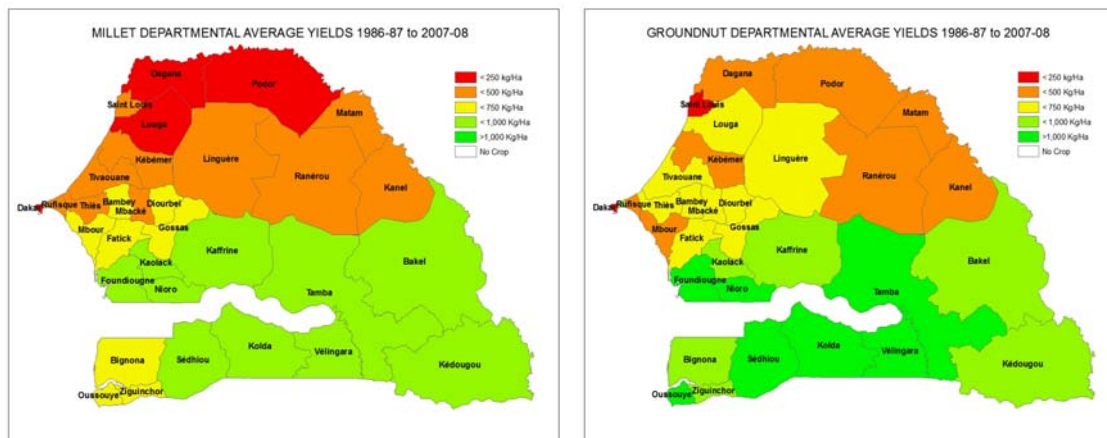 MILLET DEPARTMENTAL AVERAGE YIELDS 1986-87 to 2007-08
Dagana
Podor
Saint Louis
Louga
Matam
Kébémer
Linguère
Ranérou
Kanel
Tivaouane
Dakar
Rufisque
Thiès
Bambey
Mbacké
Diourbel
Mbour
Fatick
Gossas
Kaffrine
Bakel
Kaolack
Foundiougne
Nioro
Tamba
Bignona
Sédhiou
Kolda
Vélingara
Kédougou
Oussouye
Ziguinchor
< 250 kg/Ha
< 500 Kg/Ha
< 750 Kg/Ha
< 1,000 Kg/Ha
>1,000 Kg/Ha
No Crop
GROUNDNUT DEPARTMENTAL AVERAGE YIELDS 1986-87 to 2007-08
Dagana
Podor
Saint Louis
Louga
Matam
Kébémer
Linguère
Ranérou
Kanel
Tivaouane
Dakar
Rufisque
Thiès
Bambey
Mbacké
Diourbel
Mbour
Fatick
Gossas
Kaffrine
Bakel
Kaolack
Foundiougne
Nioro
Tamba
Bignona
Sédhiou
Kolda
Vélingara
Kédougou
Oussouye
Ziguinchor
< 250 kg/Ha
< 500 Kg/Ha
< 750 Kg/Ha
< 1,000 Kg/Ha
>1,000 Kg/Ha
No Crop